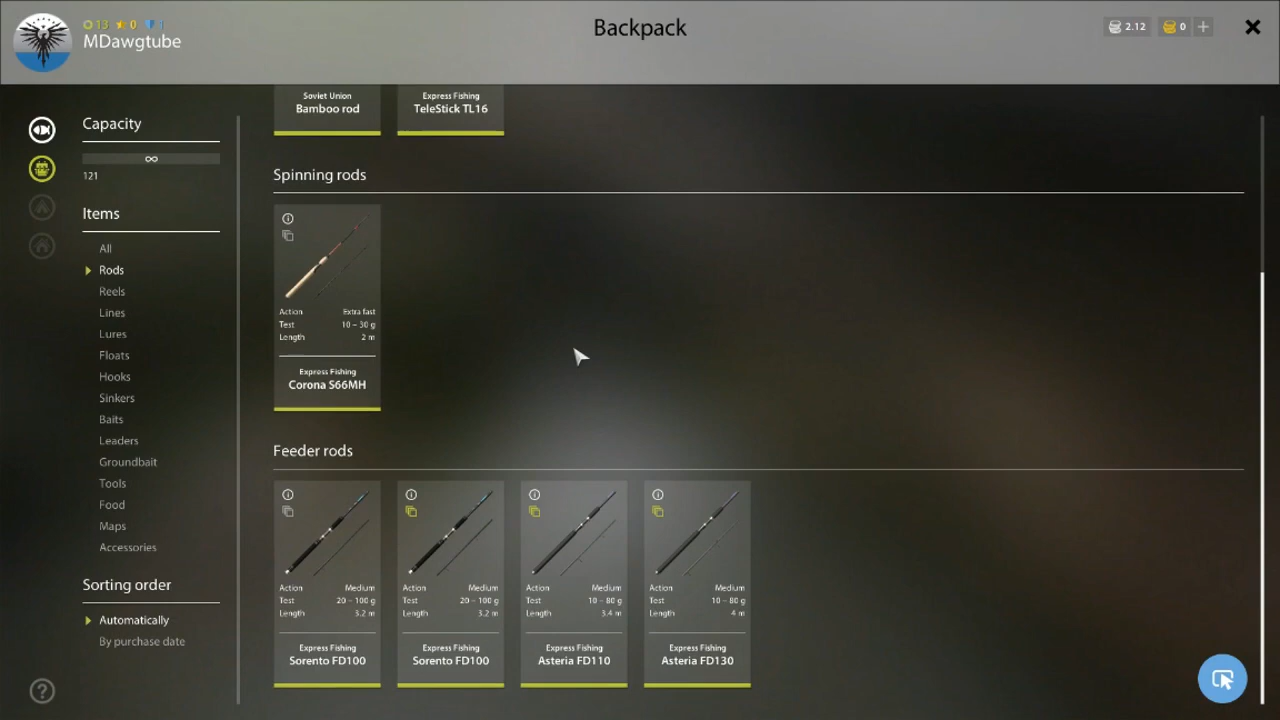 13 0 1
MDawgtube
Backpack
2.12 0 +
Capacity
∞
121
Items
All
Rods
Reels
Lines
Lures
Floats
Hooks
Sinkers
Baits
Leaders
Groundbait
Tools
Food
Maps
Accessories
Sorting order
Automatically
By purchase date
Soviet Union
Bamboo rod
Express Fishing
TeleStick TL16
Spinning rods
Action Extra fast
Test 10 – 30 g
Length 2 m
Express Fishing
Corona S66MH
Feeder rods
Action Medium
Test 20 – 100 g
Length 3.2 m
Express Fishing
Sorento FD100
Action Medium
Test 20 – 100 g
Length 3.2 m
Express Fishing
Sorento FD100
Action Medium
Test 10 – 80 g
Length 3.4 m
Express Fishing
Asteria FD110
Action Medium
Test 10 – 80 g
Length 4 m
Express Fishing
Asteria FD130
?